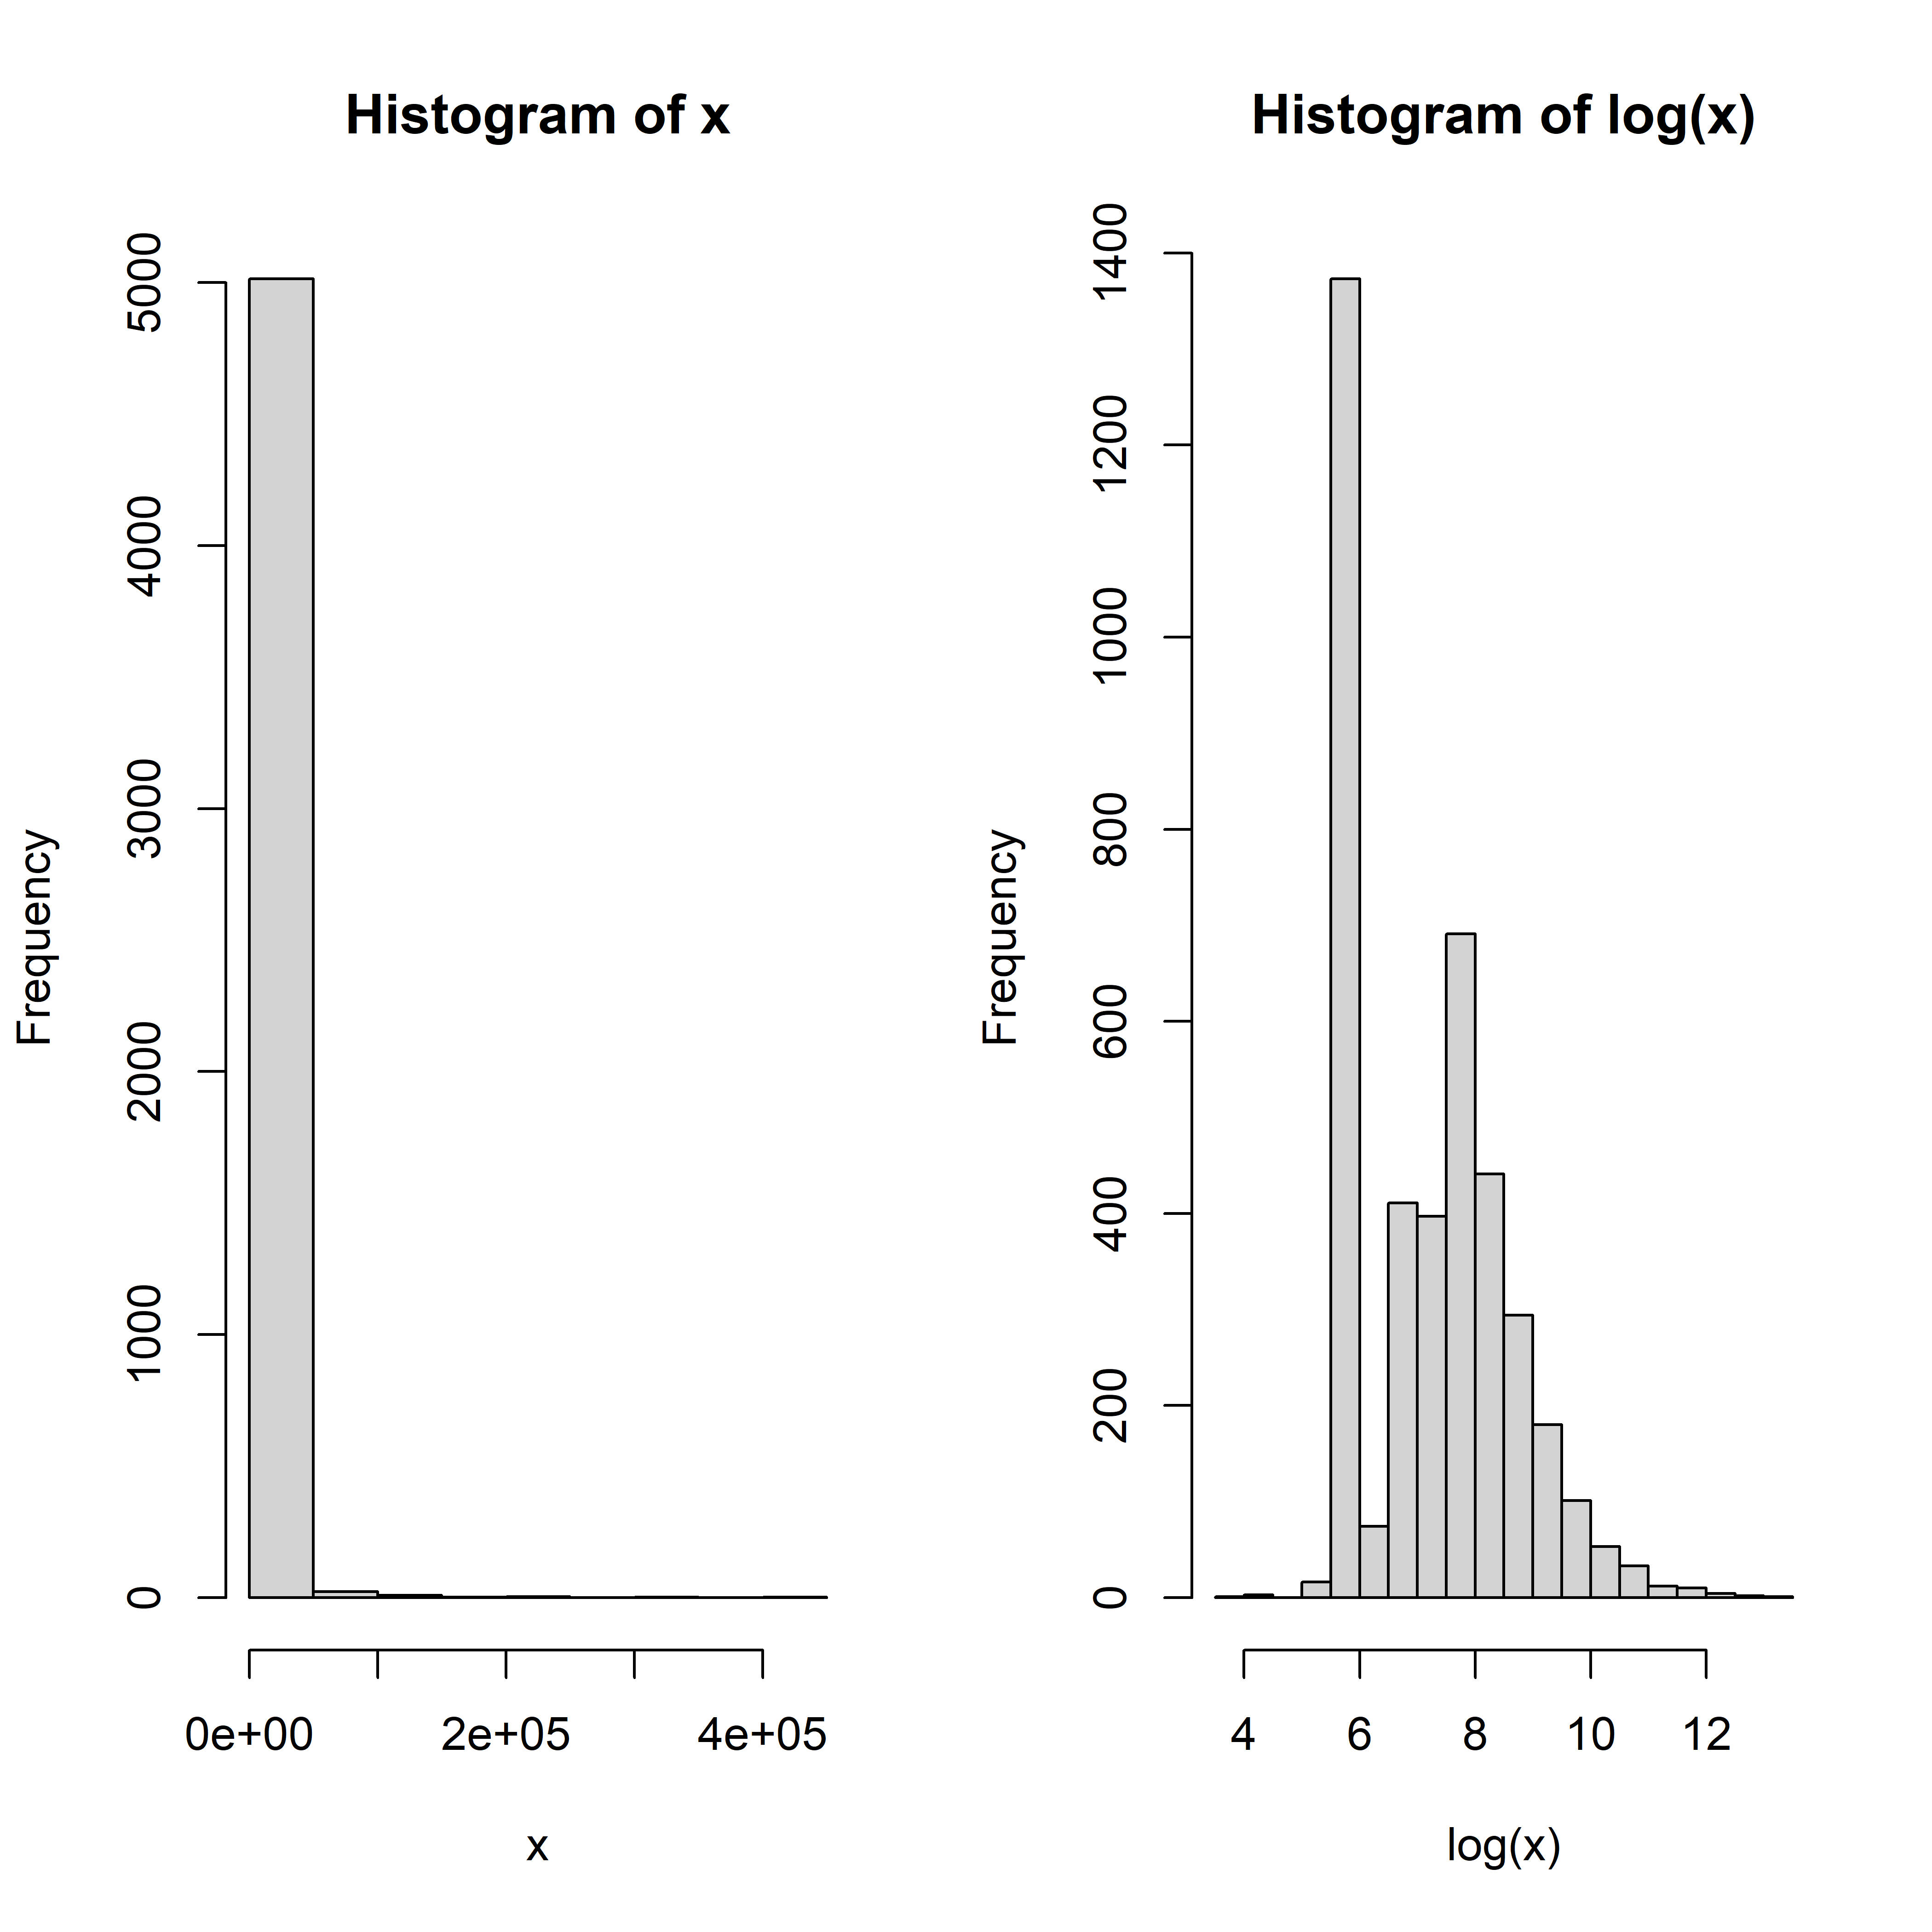 Histogram of x
Frequency
5000
4000
3000
2000
1000
0
0e+00 2e+05 4e+05
x
Histogram of log(x)
Frequency
1400
1200
1000
800
600
400
200
0
4 6 8 10 12
log(x)